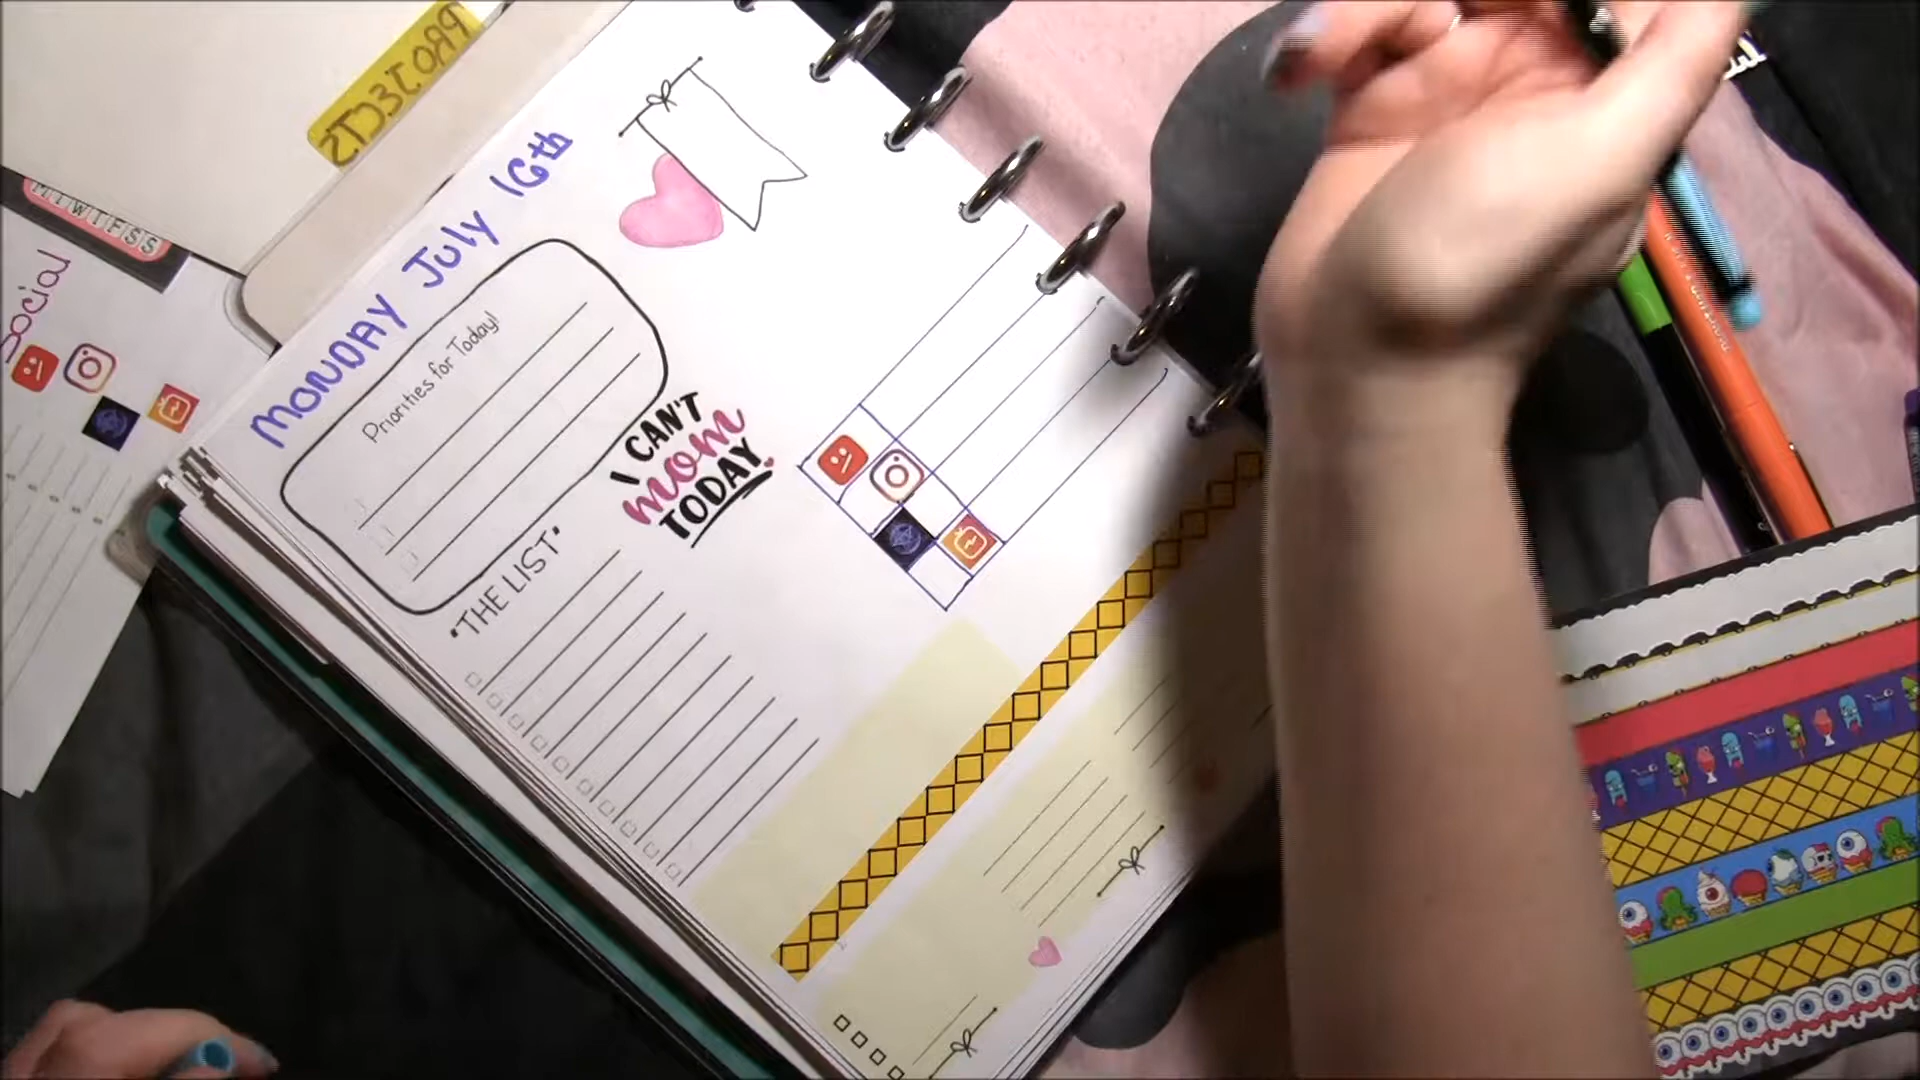 PROJECTS
M T W T F S S
Social
MONDAY July 16th
Priorities for Today!
I CAN'T
mom
TODAY
"THE LIST"